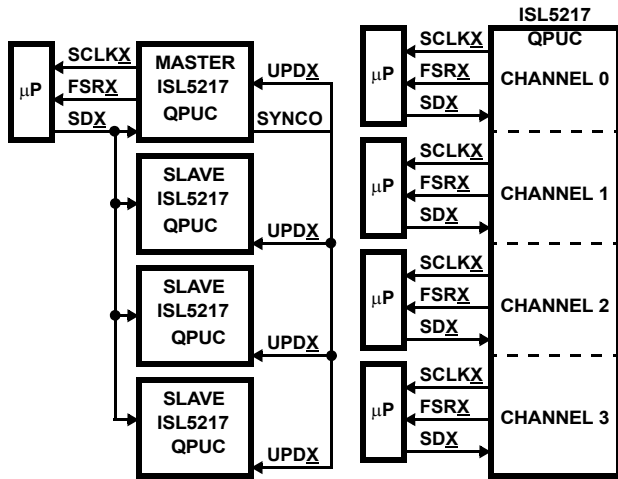 SCLKX
FSRX
SDX
μP
MASTER
ISL5217
QPUC
UPDX
SYNCO
SLAVE
ISL5217
QPUC
UPDX
SLAVE
ISL5217
QPUC
UPDX
SLAVE
ISL5217
QPUC
UPDX
ISL5217
QPUC
μP
SCLKX
FSRX
SDX
CHANNEL 0
μP
SCLKX
FSRX
SDX
CHANNEL 1
μP
SCLKX
FSRX
SDX
CHANNEL 2
μP
SCLKX
FSRX
SDX
CHANNEL 3